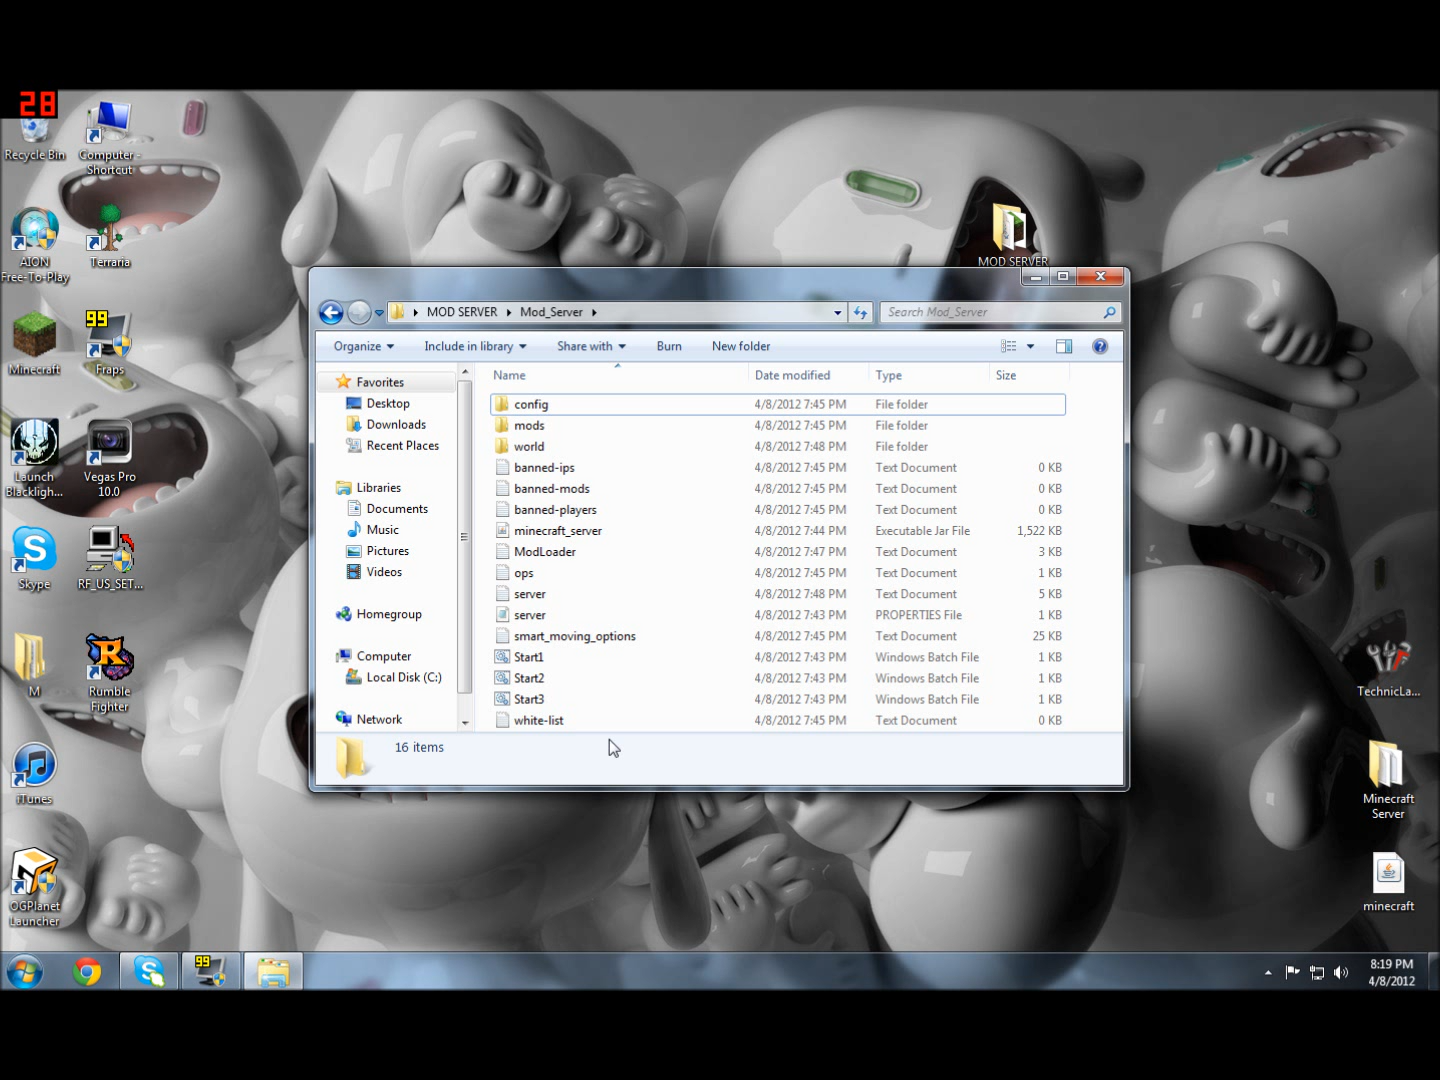 28
Recycle Bin
Computer -
Shortcut
AION
Free-To-Play
Terraria
MOD SERVER
Minecraft
99
Fraps
Launch
Blackligh...
Vegas Pro
10.0
Skype
RF_US_SET...
M
Rumble
Fighter
iTunes
OGPlanet
Launcher
MOD SERVER
Mod_Server
Search Mod_Server
Organize
Include in library
Share with
Burn
New folder
Favorites
Desktop
Downloads
Recent Places
Libraries
Documents
Music
Pictures
Videos
Homegroup
Computer
Local Disk (C:)
Network
Name Date modified Type Size
config 4/8/2012 7:45 PM File folder
mods 4/8/2012 7:45 PM File folder
world 4/8/2012 7:48 PM File folder
banned-ips 4/8/2012 7:45 PM Text Document 0 KB
banned-mods 4/8/2012 7:45 PM Text Document 0 KB
banned-players 4/8/2012 7:45 PM Text Document 0 KB
minecraft_server 4/8/2012 7:44 PM Executable Jar File 1,522 KB
ModLoader 4/8/2012 7:47 PM Text Document 3 KB
ops 4/8/2012 7:45 PM Text Document 1 KB
server 4/8/2012 7:48 PM Text Document 5 KB
server 4/8/2012 7:43 PM PROPERTIES File 1 KB
smart_moving_options 4/8/2012 7:45 PM Text Document 25 KB
Start1 4/8/2012 7:43 PM Windows Batch File 1 KB
Start2 4/8/2012 7:43 PM Windows Batch File 1 KB
Start3 4/8/2012 7:43 PM Windows Batch File 1 KB
white-list 4/8/2012 7:45 PM Text Document 0 KB
16 items
TechnicLa...
Minecraft
Server
minecraft
99
8:19 PM
4/8/2012